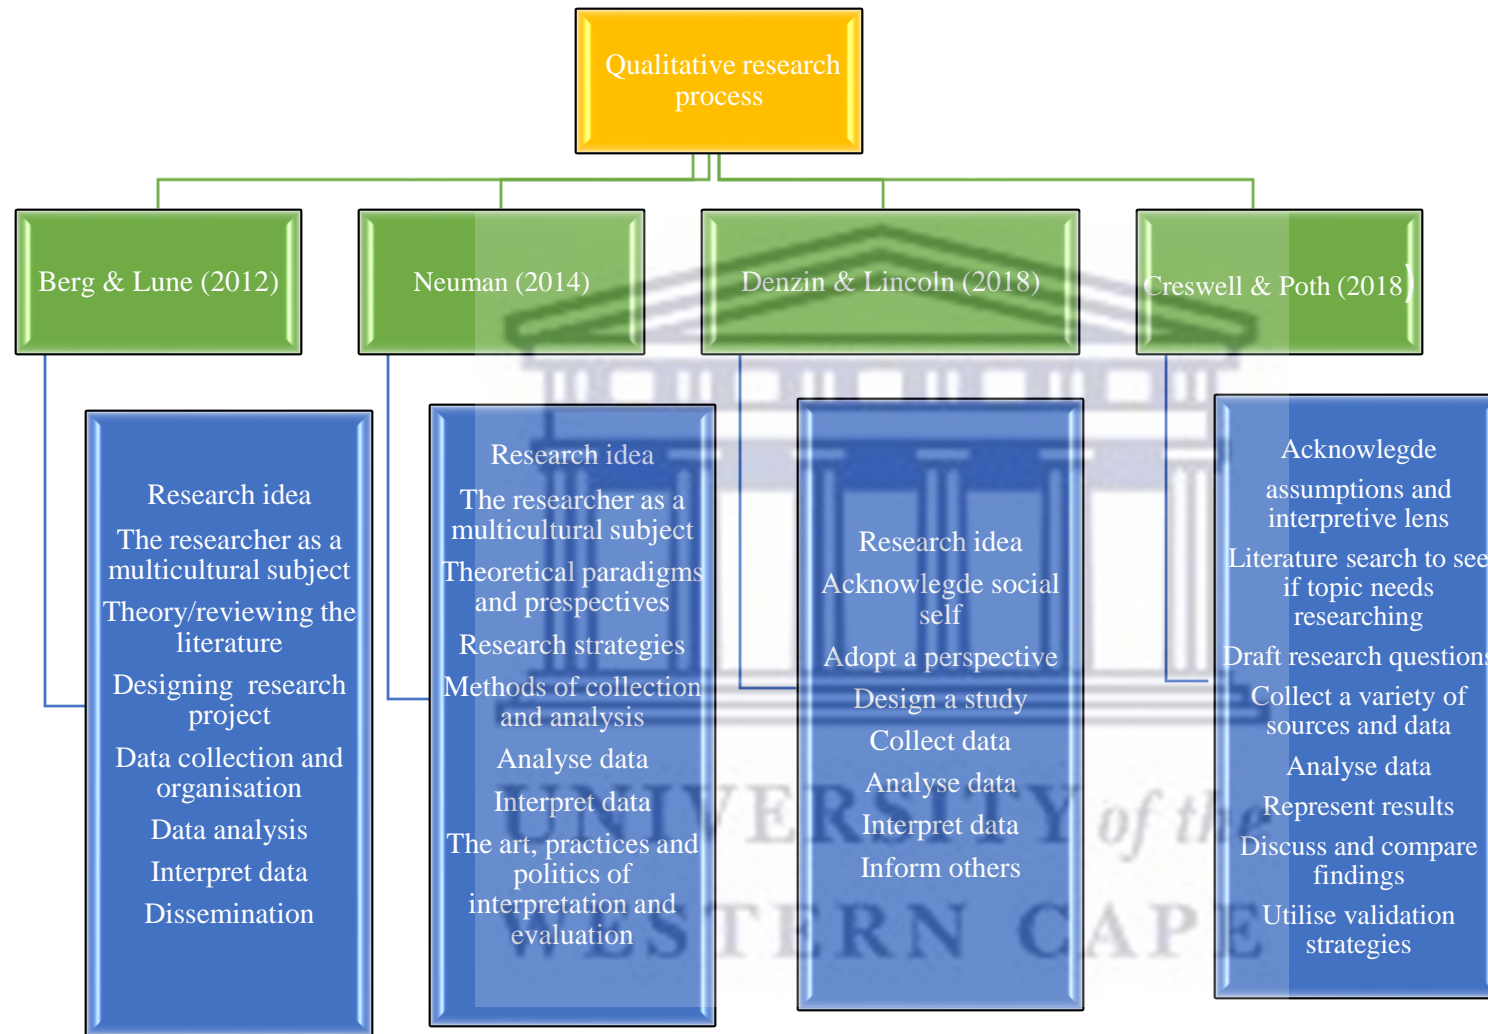 Qualitative research
process
Berg & Lune (2012)
Neuman (2014)
Denzin & Lincoln (2018)
Creswell & Poth (2018)
Research idea
The researcher as a
multicultural subject
Theory/reviewing the
literature
Designing research
project
Data collection and
organisation
Data analysis
Interpret data
Dissemination
Research idea
The researcher as a
multicultural subject
Theoretical paradigms
and prespectives
Research strategies
Methods of collection
and analysis
Analyse data
Interpret data
The art, practices and
politics of
interpretation and
evaluation
Research idea
Acknowlegde social
self
Adopt a perspective
Design a study
Collect data
Analyse data
Interpret data
Inform others
Acknowlegde
assumptions and
interpretive lens
Literature search to see
if topic needs
researching
Draft research questions
Collect a variety of
sources and data
Analyse data
Represent results
Discuss and compare
findings
Utilise validation
strategies
UNIVERSITY of the
WESTERN CAPE